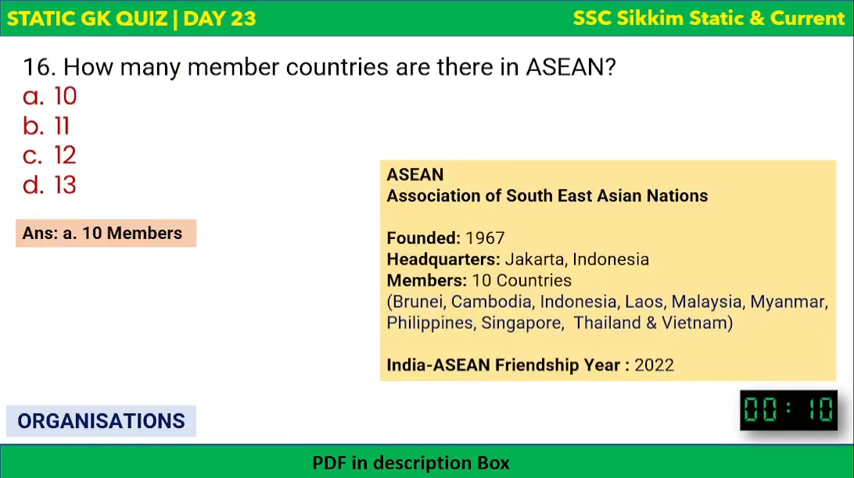 STATIC GK QUIZ | DAY 23
SSC Sikkim Static & Current
16. How many member countries are there in ASEAN?
a. 10
b. 11
c. 12
d. 13
Ans: a. 10 Members
ASEAN
Association of South East Asian Nations
Founded: 1967
Headquarters: Jakarta, Indonesia
Members: 10 Countries
(Brunei, Cambodia, Indonesia, Laos, Malaysia, Myanmar,
Philippines, Singapore, Thailand & Vietnam)
India-ASEAN Friendship Year : 2022
00:10
ORGANISATIONS
PDF in description Box